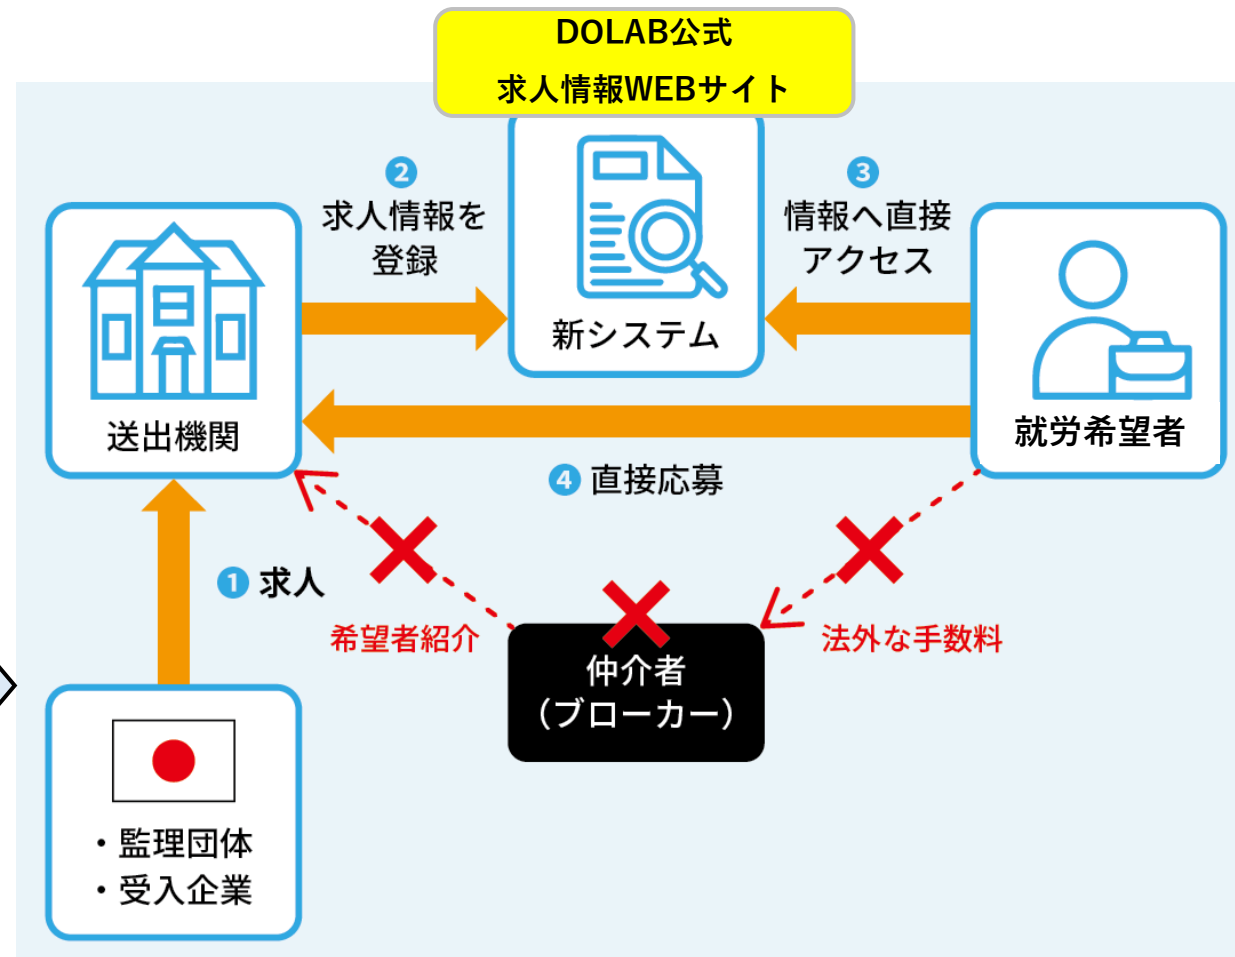 DOLAB公式
求人情報WEBサイト
❷
求人情報を
登録
❸
情報へ直接
アクセス
新システム
送出機関
就労希望者
❹ 直接応募
❶ 求人
希望者紹介
法外な手数料
仲介者
（ブローカー）
・監理団体
・受入企業